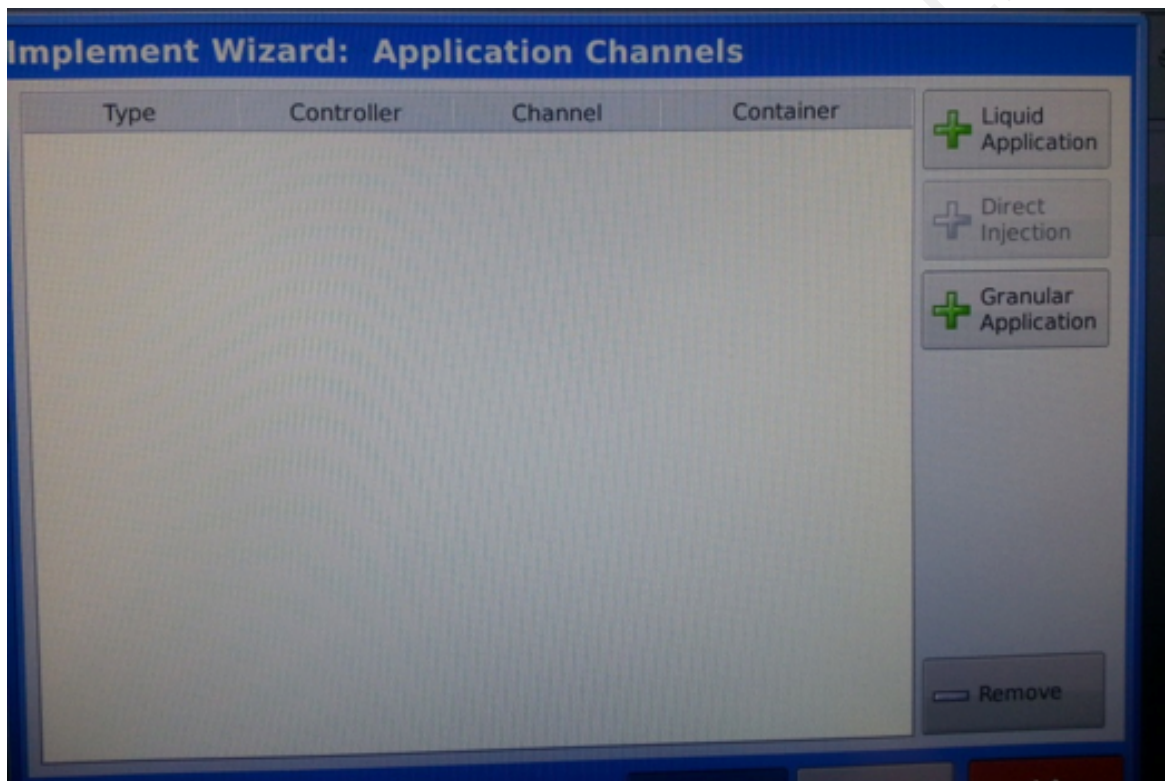 Implement Wizard: Application Channels
Type Controller Channel Container
Liquid
Application
Direct
Injection
Granular
Application
Remove